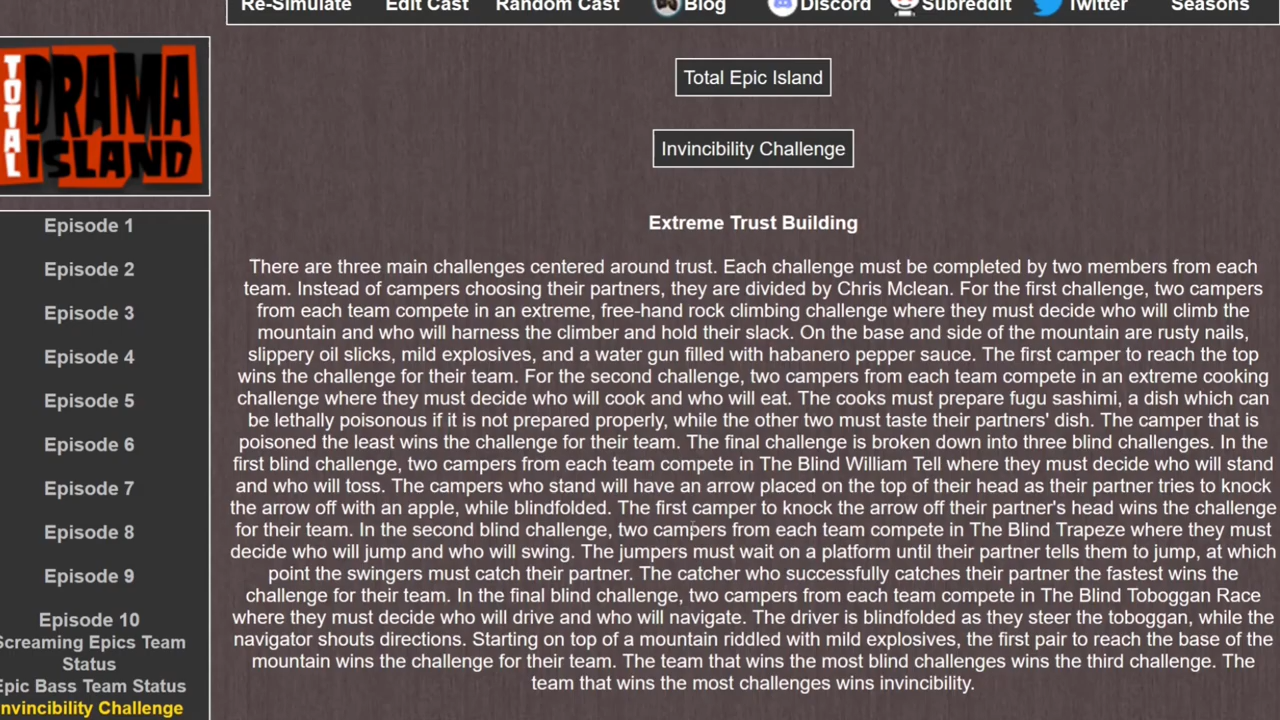 Re-Simulate Edit Cast Random Cast Blog Discord Subreddit Twitter Seasons
TOTAL
DRAMA
ISLAND
Total Epic Island
Invincibility Challenge
Extreme Trust Building
There are three main challenges centered around trust. Each challenge must be completed by two members from each
team. Instead of campers choosing their partners, they are divided by Chris Mclean. For the first challenge, two campers
from each team compete in an extreme, free-hand rock climbing challenge where they must decide who will climb the
mountain and who will harness the climber and hold their slack. On the base and side of the mountain are rusty nails,
slippery oil slicks, mild explosives, and a water gun filled with habanero pepper sauce. The first camper to reach the top
wins the challenge for their team. For the second challenge, two campers from each team compete in an extreme cooking
challenge where they must decide who will cook and who will eat. The cooks must prepare fugu sashimi, a dish which can
be lethally poisonous if it is not prepared properly, while the other two must taste their partners' dish. The camper that is
poisoned the least wins the challenge for their team. The final challenge is broken down into three blind challenges. In the
first blind challenge, two campers from each team compete in The Blind William Tell where they must decide who will stand
and who will toss. The campers who stand will have an arrow placed on the top of their head as their partner tries to knock
the arrow off with an apple, while blindfolded. The first camper to knock the arrow off their partner's head wins the challenge
for their team. In the second blind challenge, two campers from each team compete in The Blind Trapeze where they must
decide who will jump and who will swing. The jumpers must wait on a platform until their partner tells them to jump, at which
point the swingers must catch their partner. The catcher who successfully catches their partner the fastest wins the
challenge for their team. In the final blind challenge, two campers from each team compete in The Blind Toboggan Race
where they must decide who will drive and who will navigate. The driver is blindfolded as they steer the toboggan, while the
navigator shouts directions. Starting on top of a mountain riddled with mild explosives, the first pair to reach the base of the
mountain wins the challenge for their team. The team that wins the most blind challenges wins the third challenge. The
team that wins the most challenges wins invincibility.
Episode 1
Episode 2
Episode 3
Episode 4
Episode 5
Episode 6
Episode 7
Episode 8
Episode 9
Episode 10
Screaming Epics Team
Status
Epic Bass Team Status
Invincibility Challenge